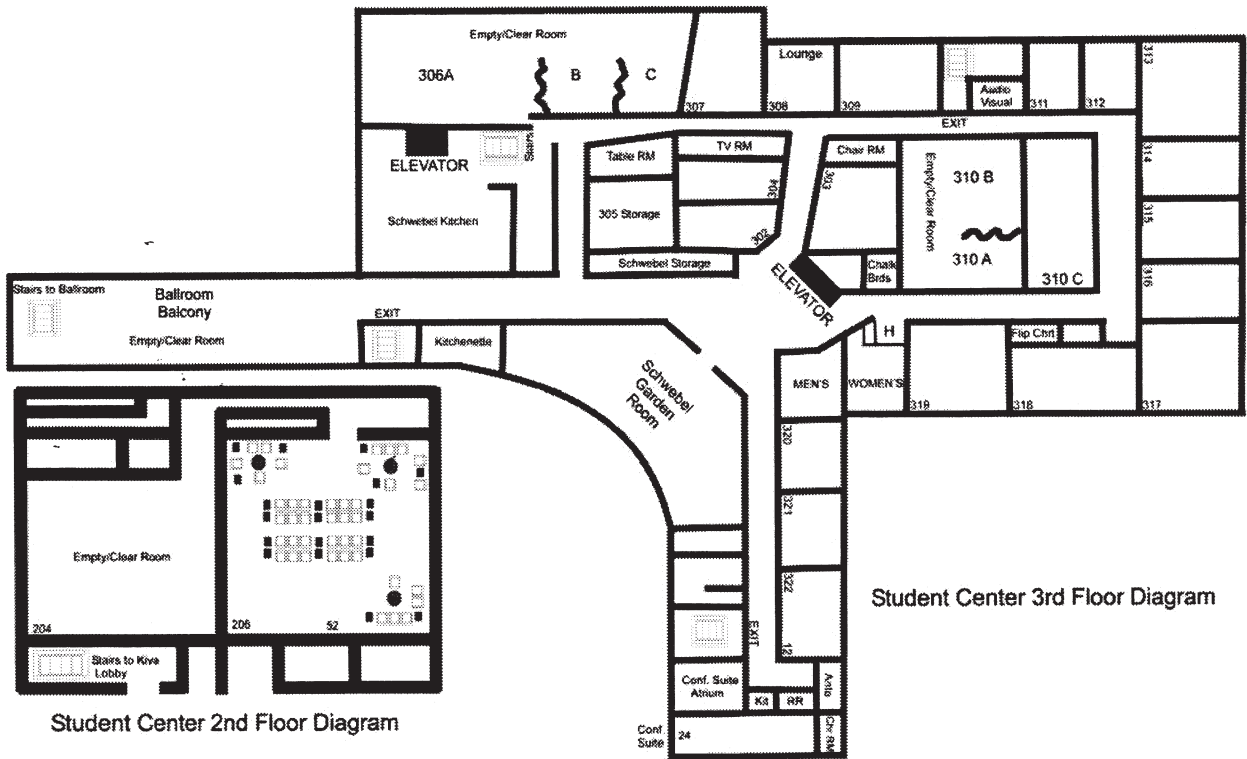 Empty/Clear Room
306A
B
C
307
Lounge
308
309
Audio
Visual
311
312
313
EXIT
ELEVATOR
Stairs
Table RM
TV RM
304
Chair RM
303
Empty/Clear Room
310 B
310 A
310 C
314
315
316
Schwebel Kitchen
305 Storage
302
Schwebel Storage
ELEVATOR
Chalk
Brds
Stairs to Ballroom
Ballroom
Balcony
Empty/Clear Room
EXIT
Kitchenette
Schwebel
Garden
Room
H
Flip Chrt
MEN'S
WOMEN'S
319
318
317
320
321
322
12
EXIT
Conf. Suite
Atrium
Kit
RR
Conf
Suite
24
Chr RM
Student Center 3rd Floor Diagram
Empty/Clear Room
204
206
52
Stairs to Kiva
Lobby
Student Center 2nd Floor Diagram